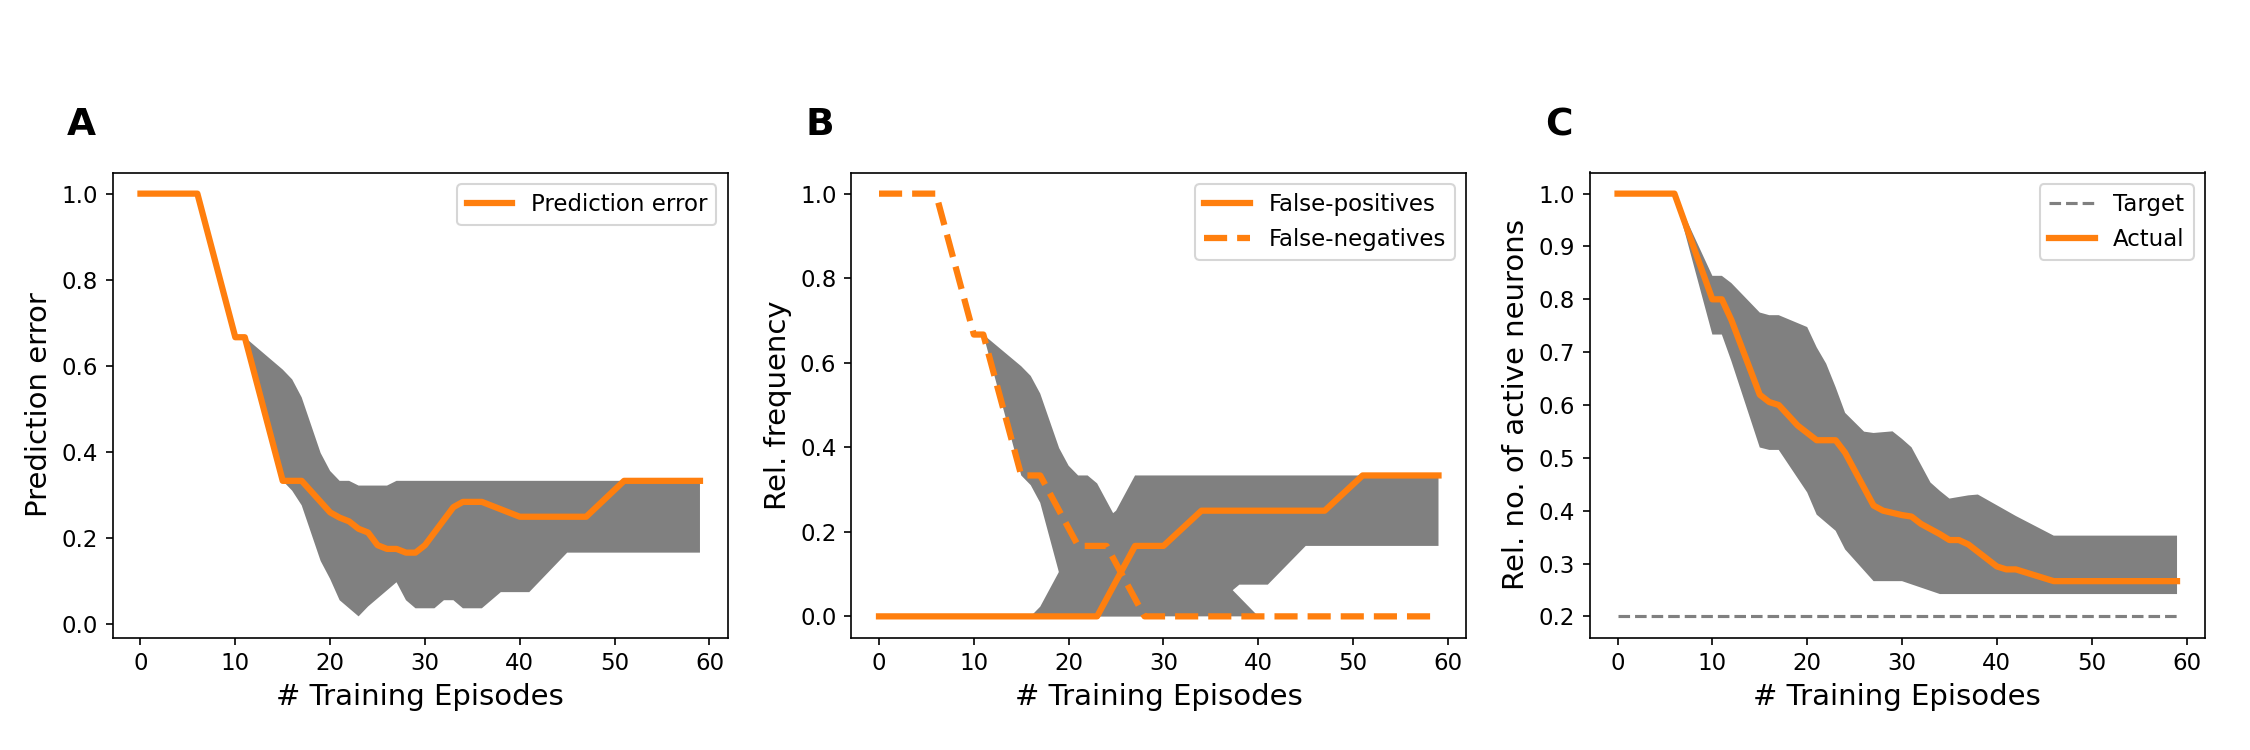 A
B
C
Prediction error
1.0
0.8
0.6
0.4
0.2
0.0
0 10 20 30 40 50 60
# Training Episodes
Prediction error
Rel. frequency
1.0
0.8
0.6
0.4
0.2
0.0
0 10 20 30 40 50 60
# Training Episodes
False-positives
False-negatives
Rel. no. of active neurons
1.0
0.9
0.8
0.7
0.6
0.5
0.4
0.3
0.2
0 10 20 30 40 50 60
# Training Episodes
Target
Actual